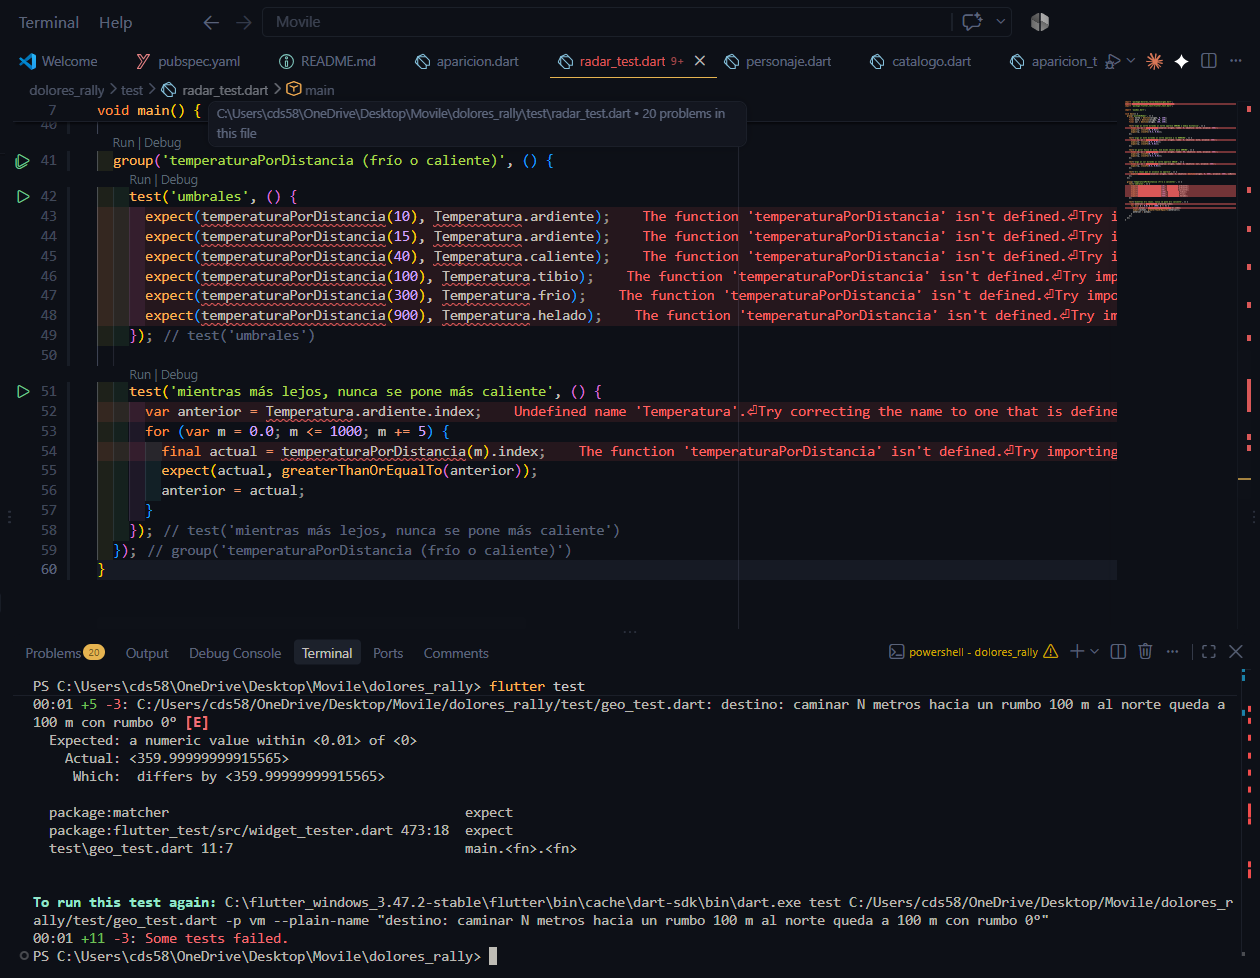 Terminal Help Movile
Welcome pubspec.yaml README.md aparicion.dart radar_test.dart 9+ personaje.dart catalogo.dart aparicion_t
dolores_rally > test > radar_test.dart > main
7 void main() {
C:\Users\cds58\OneDrive\Desktop\Movile\dolores_rally\test\radar_test.dart • 20 problems in
this file
40
Run | Debug
41 group('temperaturaPorDistancia (frío o caliente)', () {
Run | Debug
42 test('umbrales', () {
43 expect(temperaturaPorDistancia(10), Temperatura.ardiente); The function 'temperaturaPorDistancia' isn't defined.⏎Try i
44 expect(temperaturaPorDistancia(15), Temperatura.ardiente); The function 'temperaturaPorDistancia' isn't defined.⏎Try i
45 expect(temperaturaPorDistancia(40), Temperatura.caliente); The function 'temperaturaPorDistancia' isn't defined.⏎Try i
46 expect(temperaturaPorDistancia(100), Temperatura.tibio); The function 'temperaturaPorDistancia' isn't defined.⏎Try imp
47 expect(temperaturaPorDistancia(300), Temperatura.frio); The function 'temperaturaPorDistancia' isn't defined.⏎Try impo
48 expect(temperaturaPorDistancia(900), Temperatura.helado); The function 'temperaturaPorDistancia' isn't defined.⏎Try im
49 }); // test('umbrales')
50
Run | Debug
51 test('mientras más lejos, nunca se pone más caliente', () {
52 var anterior = Temperatura.ardiente.index; Undefined name 'Temperatura'.⏎Try correcting the name to one that is define
53 for (var m = 0.0; m <= 1000; m += 5) {
54 final actual = temperaturaPorDistancia(m).index; The function 'temperaturaPorDistancia' isn't defined.⏎Try importing
55 expect(actual, greaterThanOrEqualTo(anterior));
56 anterior = actual;
57 }
58 }); // test('mientras más lejos, nunca se pone más caliente')
59 }); // group('temperaturaPorDistancia (frío o caliente)')
60 }
Problems 20 Output Debug Console Terminal Ports Comments powershell - dolores_rally
PS C:\Users\cds58\OneDrive\Desktop\Movile\dolores_rally> flutter test
00:01 +5 -3: C:/Users/cds58/OneDrive/Desktop/Movile/dolores_rally/test/geo_test.dart: destino: caminar N metros hacia un rumbo 100 m al norte queda a
100 m con rumbo 0° [E]
Expected: a numeric value within <0.01> of <0>
Actual: <359.99999999915565>
Which: differs by <359.99999999915565>
package:matcher expect
package:flutter_test/src/widget_tester.dart 473:18 expect
test\geo_test.dart 11:7 main.<fn>.<fn>
To run this test again: C:\flutter_windows_3.47.2-stable\flutter\bin\cache\dart-sdk\bin\dart.exe test C:/Users/cds58/OneDrive/Desktop/Movile/dolores_r
ally/test/geo_test.dart -p vm --plain-name "destino: caminar N metros hacia un rumbo 100 m al norte queda a 100 m con rumbo 0°"
00:01 +11 -3: Some tests failed.
PS C:\Users\cds58\OneDrive\Desktop\Movile\dolores_rally>